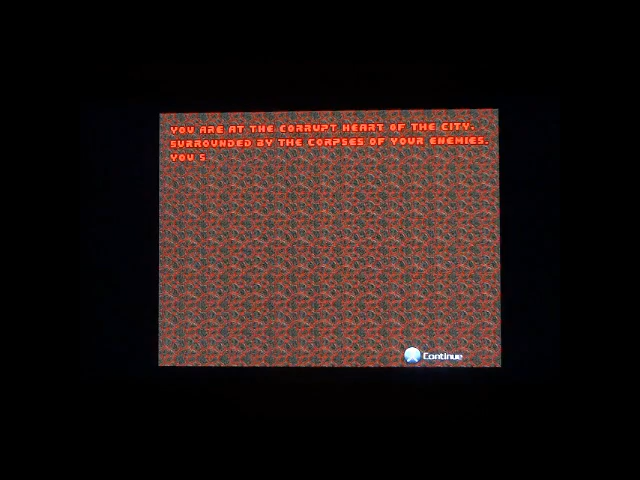 YOU ARE AT THE CORRUPT HEART OF THE CITY,
SURROUNDED BY THE CORPSES OF YOUR ENEMIES.
YOU S
Continue